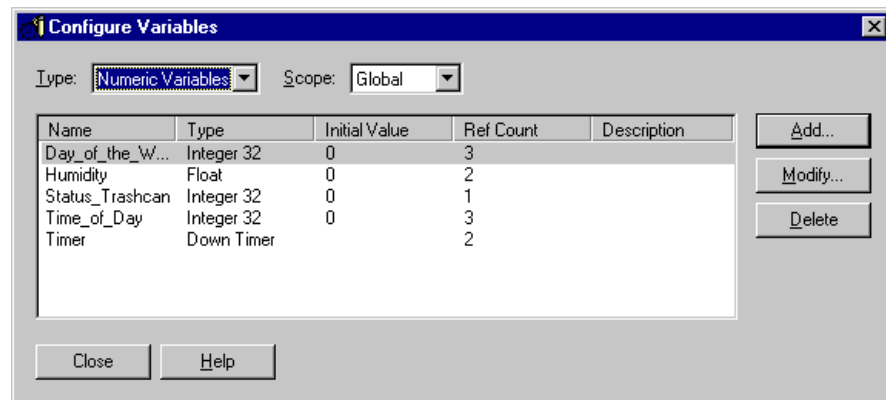 Configure Variables
Type: Numeric Variables Scope: Global
Name Type Initial Value Ref Count Description
Day_of_the_W... Integer 32 0 3
Humidity Float 0 2
Status_Trashcan Integer 32 0 1
Time_of_Day Integer 32 0 3
Timer Down Timer 2
Add...
Modify...
Delete
Close Help